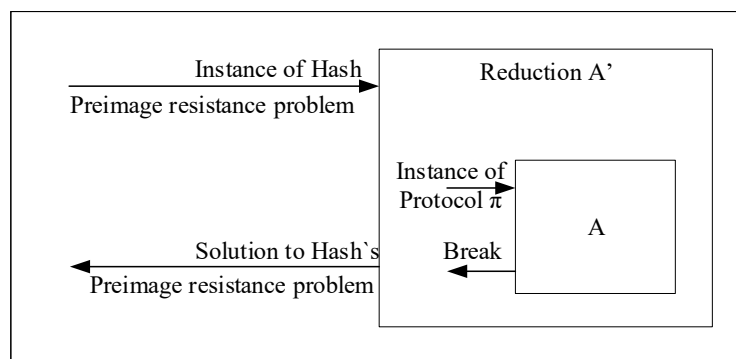 Instance of Hash
Preimage resistance problem
Reduction A’
Instance of
Protocol π
A
Solution to Hash`s
Preimage resistance problem
Break